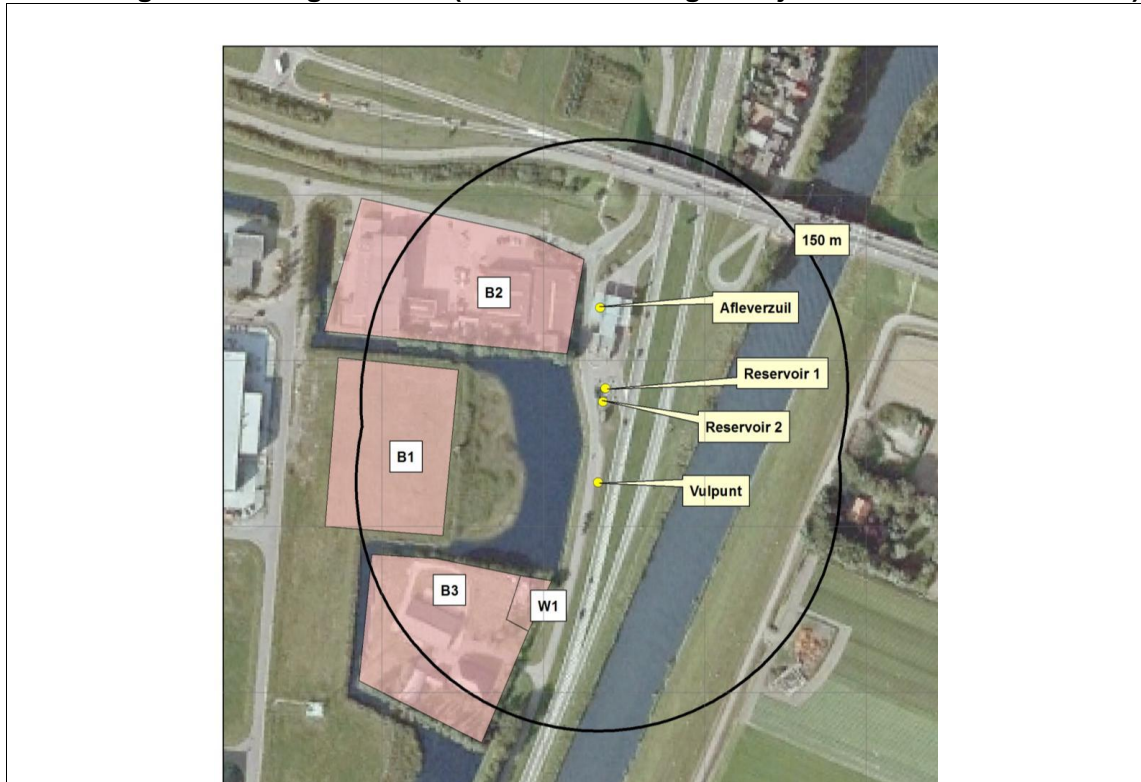 150 m
B2
Afleverzuil
Reservoir 1
Reservoir 2
B1
Vulpunt
B3
W1